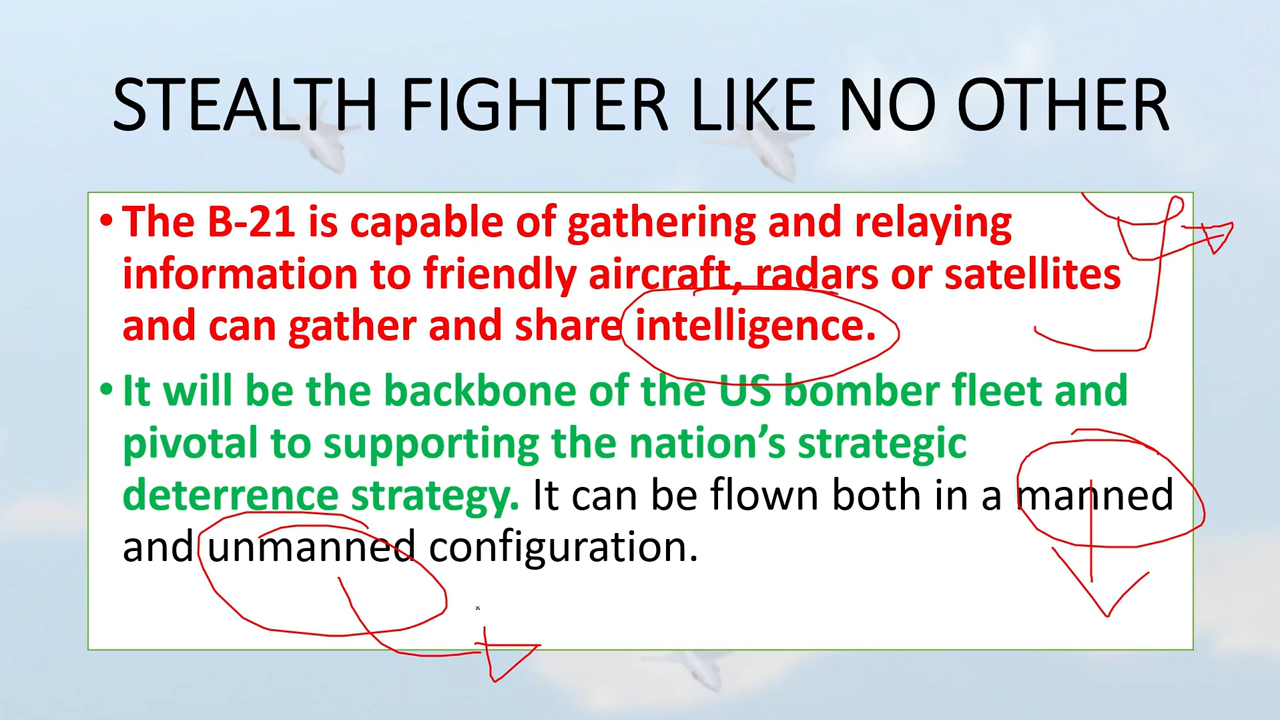 STEALTH FIGHTER LIKE NO OTHER
• The B-21 is capable of gathering and relaying
information to friendly aircraft, radars or satellites
and can gather and share intelligence.
• It will be the backbone of the US bomber fleet and
pivotal to supporting the nation’s strategic
deterrence strategy. It can be flown both in a manned
and unmanned configuration.